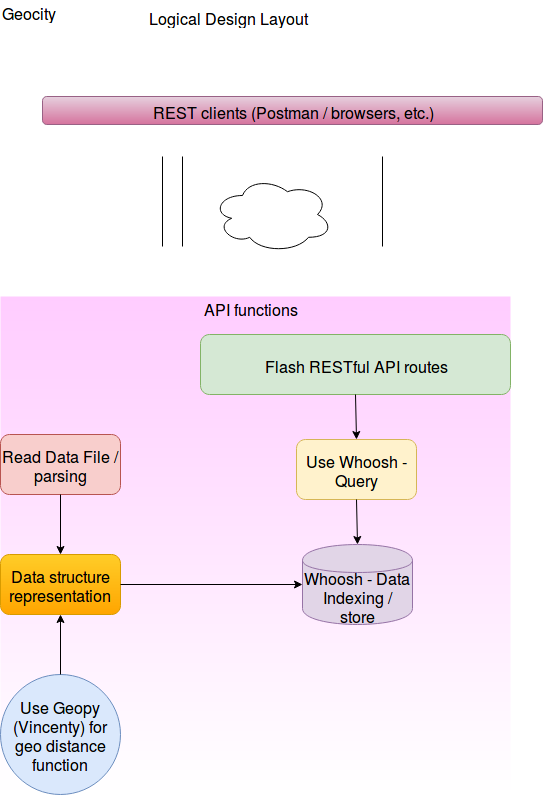 Geocity
Logical Design Layout
REST clients (Postman / browsers, etc.)
API functions
Flash RESTful API routes
Read Data File /
parsing
Use Whoosh -
Query
Data structure
representation
Whoosh - Data
Indexing /
store
Use Geopy
(Vincenty) for
geo distance
function